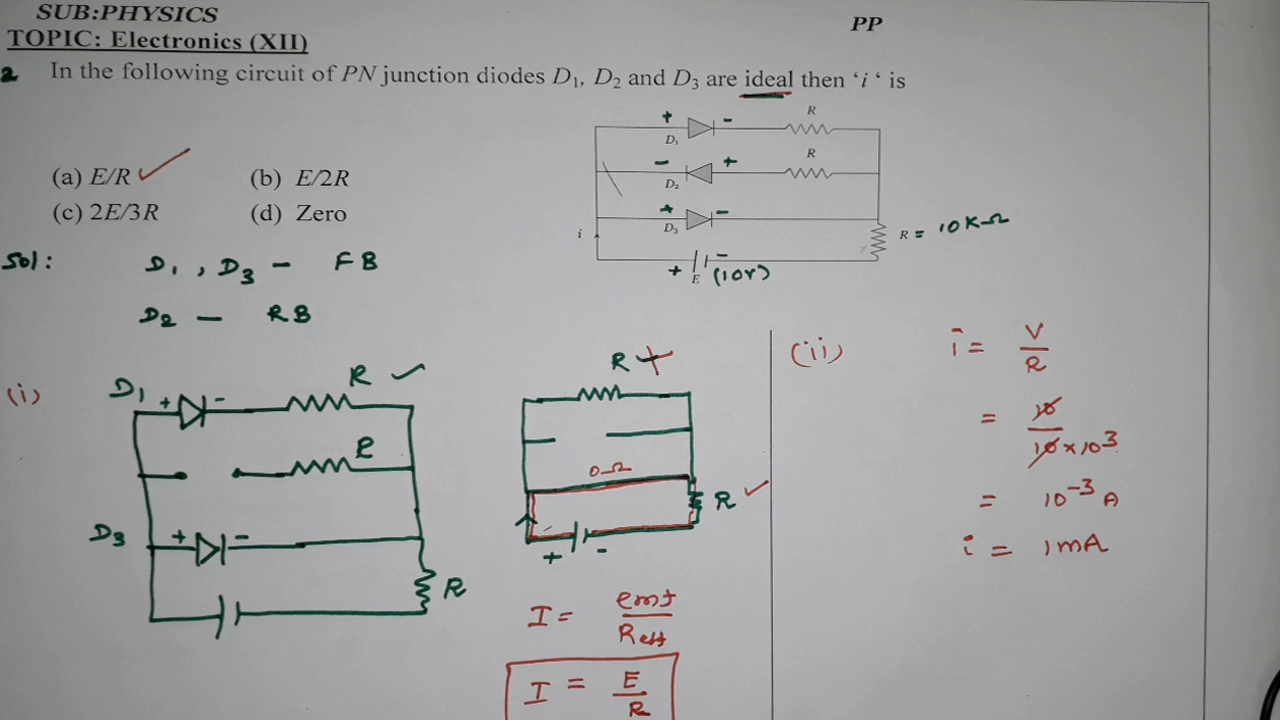 SUB:PHYSICS
PP
TOPIC: Electronics (XII)
2 In the following circuit of PN junction diodes D1, D2 and D3 are ideal then ‘i ‘ is
(a) E/R ✓ (b) E/2R
(c) 2E/3R (d) Zero
+ - R
D1
- + R
D2
+ -
D3
i
R = 10KΩ
+ - E (10V)
Sol: D1, D3 - FB
D2 - RB
(i)
D1 + - R ✓
R
D3 + -
R
R ×
0Ω
R ✓
+ -
I = emf
Reff
I = E
R
(ii) i = V
R
= 10
10 × 10³
= 10⁻³ A
i = 1mA